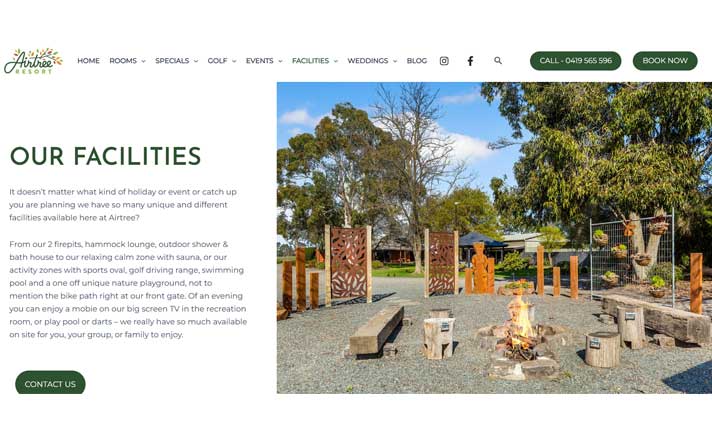 Airtree
RESORT
HOME ROOMS SPECIALS GOLF EVENTS FACILITIES WEDDINGS BLOG CALL - 0419 565 596 BOOK NOW
OUR FACILITIES
It doesn't matter what kind of holiday or event or catch up
you are planning we have so many unique and different
facilities available here at Airtree?
From our 2 firepits, hammock lounge, outdoor shower &
bath house to our relaxing calm zone with sauna, or our
activity zones with sports oval, golf driving range, swimming
pool and a one off unique nature playground, not to
mention the bike path right at our front gate. Of an evening
you can enjoy a mobie on our big screen TV in the recreation
room, or play pool or darts – we really have so much available
on site for you, your group, or family to enjoy.
CONTACT US